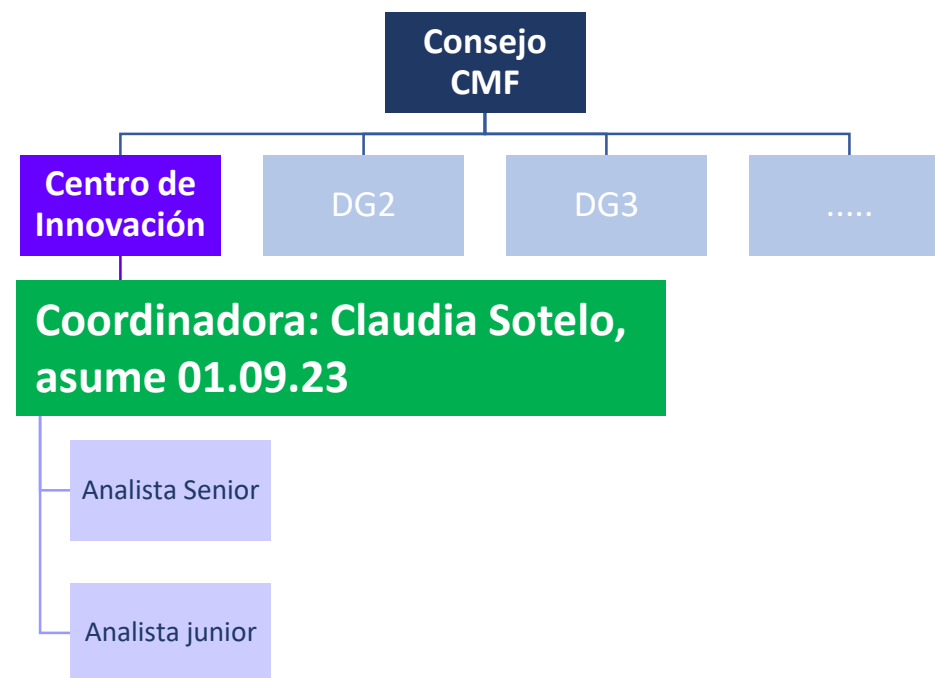 Consejo
CMF
Centro de
Innovación
DG2
DG3
.....
Coordinadora: Claudia Sotelo,
asume 01.09.23
Analista Senior
Analista junior